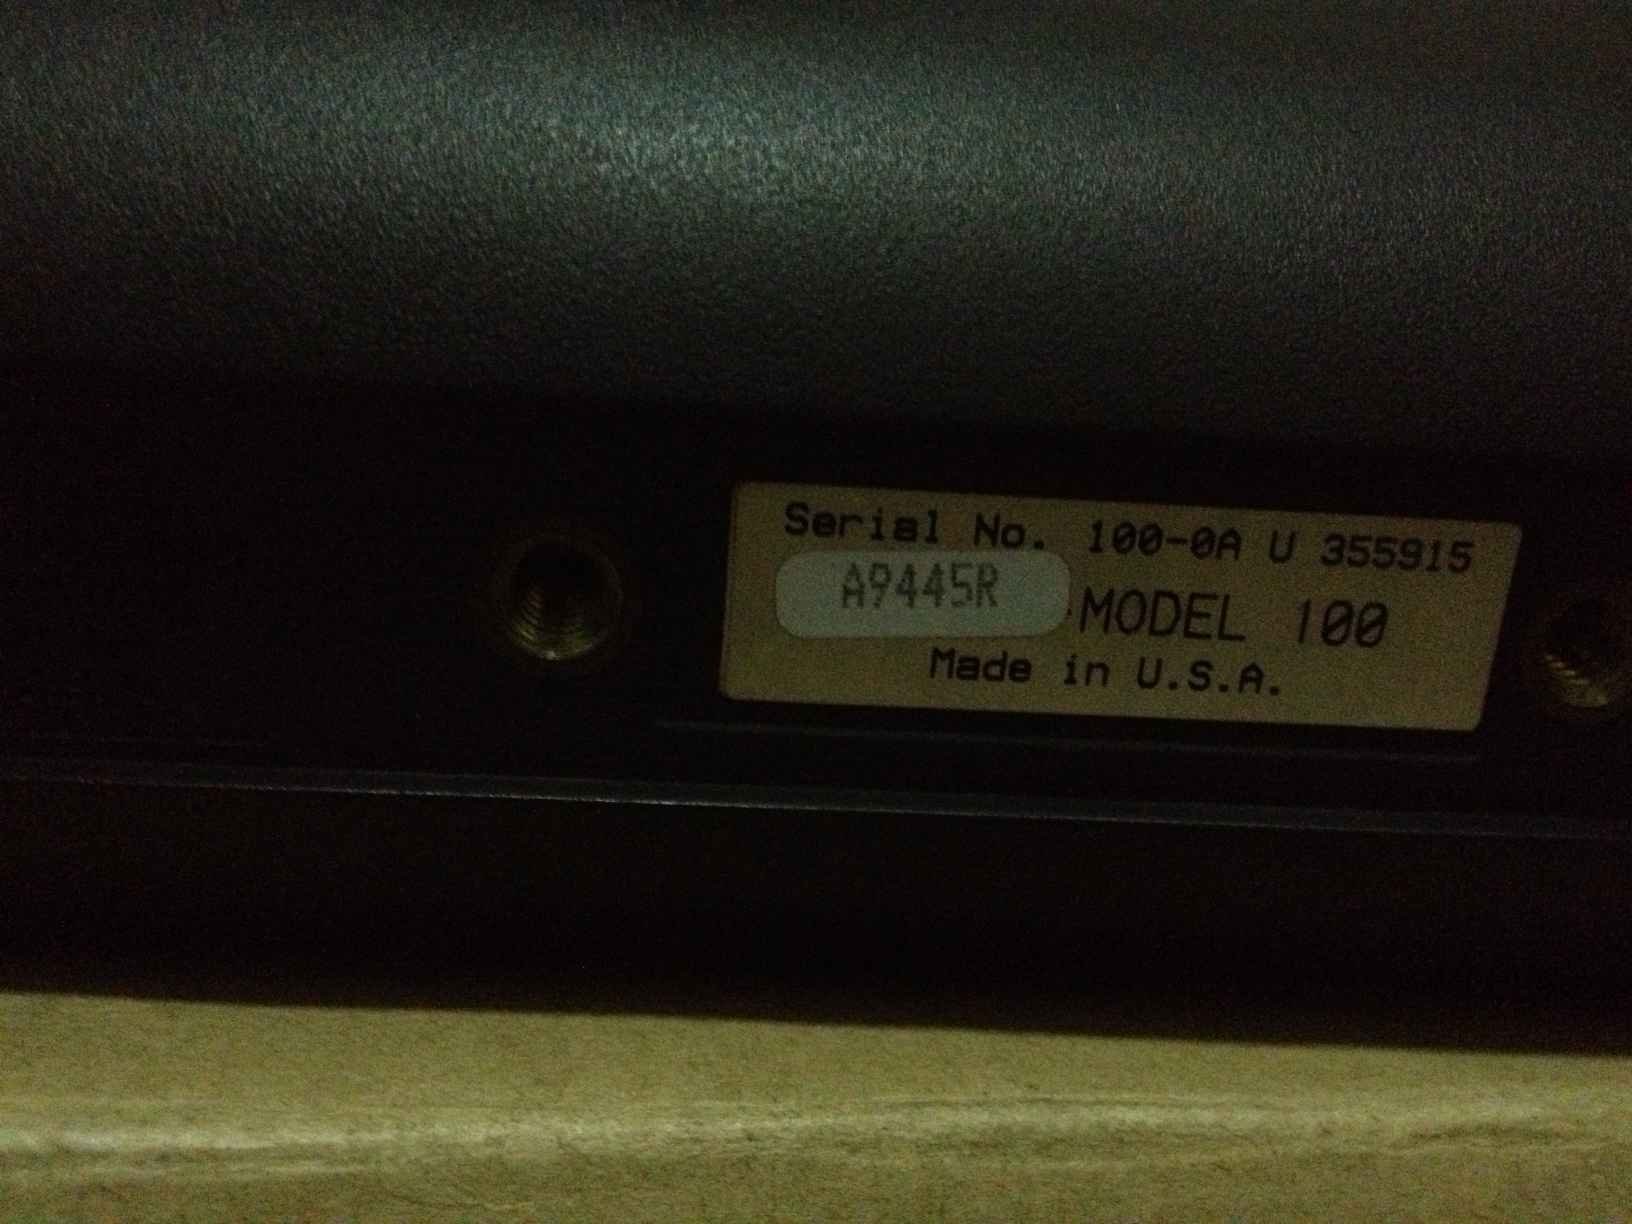 Serial No. 100-0A U 355915
A9445R
MODEL 100
Made in U.S.A.